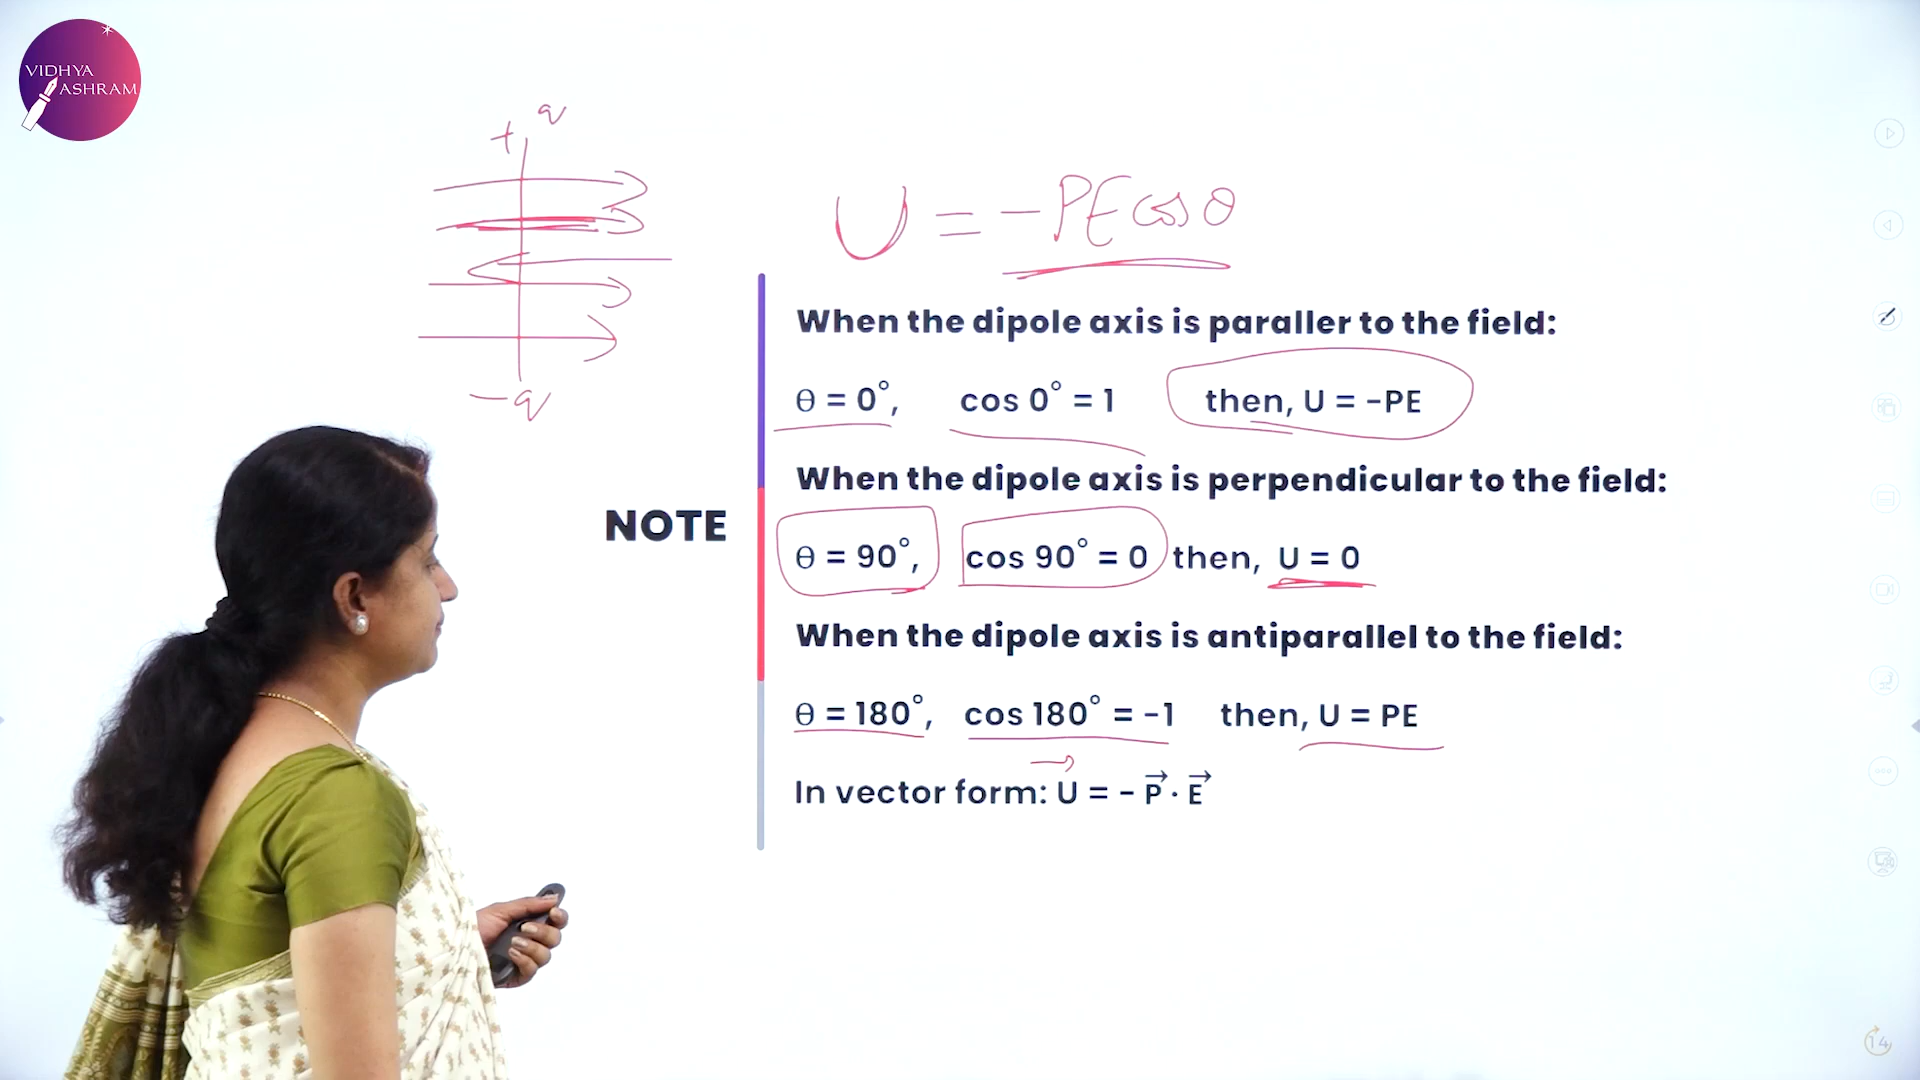 VIDHYA
ASHRAM
+q
-q
U = -PE cos θ
When the dipole axis is paraller to the field:
θ = 0°, cos 0° = 1 then, U = -PE
When the dipole axis is perpendicular to the field:
NOTE
θ = 90°, cos 90° = 0 then, U = 0
When the dipole axis is antiparallel to the field:
θ = 180°, cos 180° = -1 then, U = PE
In vector form: U = - P⃗ · E⃗
14